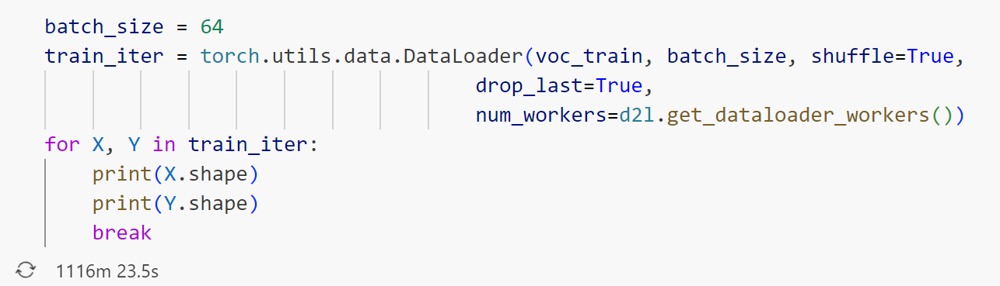 batch_size = 64
train_iter = torch.utils.data.DataLoader(voc_train, batch_size, shuffle=True,
                                    drop_last=True,
                                    num_workers=d2l.get_dataloader_workers())
for X, Y in train_iter:
    print(X.shape)
    print(Y.shape)
    break
1116m 23.5s